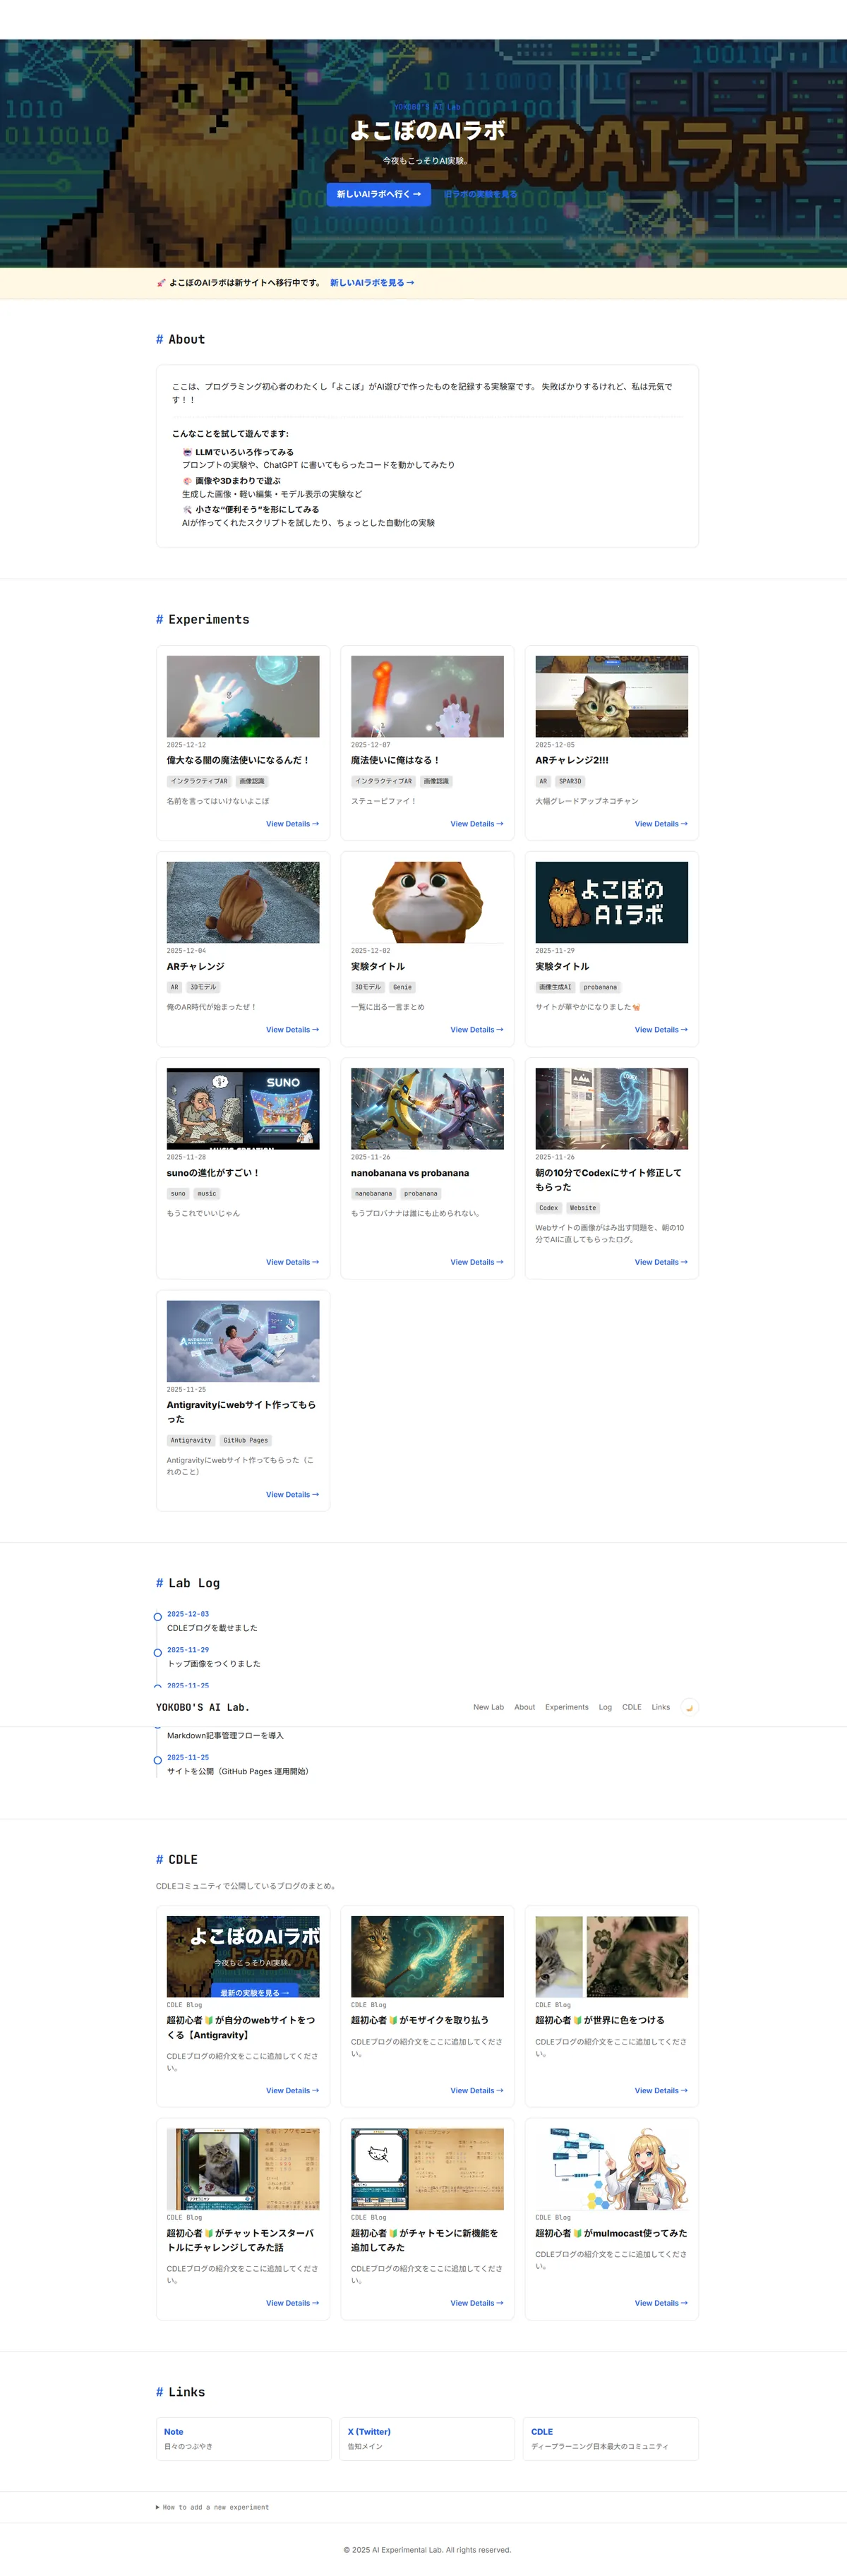 YOKOBO'S AI Lab
よこぼのAIラボ
今夜もこっそりAI実験。
新しいAIラボへ行く →
旧ラボの実験を見る
よこぼのAIラボは新サイトへ移行中です。 新しいAIラボを見る →
# About
ここは、プログラミング初心者のわたくし「よこぼ」がAI遊びで作ったものを記録する実験室です。 失敗ばかりするけれど、私は元気で
す！！
こんなことを試して遊んでます:
LLMでいろいろ作ってみる
プロンプトの実験や、ChatGPT に書いてもらったコードを動かしてみたり
画像や3Dまわりで遊ぶ
生成した画像・軽い編集・モデル表示の実験など
小さな“便利そう”を形にしてみる
AIが作ってくれたスクリプトを試したり、ちょっとした自動化の実験
# Experiments
2025-12-12
偉大なる闇の魔法使いになるんだ！
インタラクティブAR 画像認識
名前を言ってはいけないよこぼ
View Details →
2025-12-07
魔法使いに俺はなる！
インタラクティブAR 画像認識
ステューピファイ！
View Details →
2025-12-05
ARチャレンジ2!!!
AR SPAR3D
大幅グレードアップネコチャン
View Details →
2025-12-04
ARチャレンジ
AR 3Dモデル
俺のAR時代が始まったぜ！
View Details →
2025-12-02
実験タイトル
3Dモデル Genie
一覧に出る一言まとめ
View Details →
よこぼの
AIラボ
2025-11-29
実験タイトル
画像生成AI probanana
サイトが華やかになりました
View Details →
SUNO
2025-11-28
sunoの進化がすごい！
suno music
もうこれでいいじゃん
View Details →
2025-11-26
nanobanana vs probanana
nanobanana probanana
もうプロバナナは誰にも止められない。
View Details →
2025-11-26
朝の10分でCodexにサイト修正して
もらった
Codex Website
Webサイトの画像がはみ出す問題を、朝の10
分でAIに直してもらったログ。
View Details →
2025-11-25
Antigravityにwebサイト作ってもら
った
Antigravity GitHub Pages
Antigravityにwebサイト作ってもらった（こ
れのこと）
View Details →
# Lab Log
2025-12-03
CDLEブログを載せました
2025-11-29
トップ画像をつくりました
2025-11-25
YOKOBO'S AI Lab.
New Lab About Experiments Log CDLE Links
Markdown記事管理フローを導入
2025-11-25
サイトを公開（GitHub Pages 運用開始）
# CDLE
CDLEコミュニティで公開しているブログのまとめ。
よこぼのAIラボ
今夜もこっそりAI実験。
最新の実験を見る →
CDLE Blog
超初心者🔰が自分のwebサイトをつ
くる【Antigravity】
CDLEブログの紹介文をここに追加してくださ
い。
View Details →
CDLE Blog
超初心者🔰がモザイクを取り払う
CDLEブログの紹介文をここに追加してくださ
い。
View Details →
CDLE Blog
超初心者🔰が世界に色をつける
CDLEブログの紹介文をここに追加してくださ
い。
View Details →
CDLE Blog
超初心者🔰がチャットモンスターバ
トルにチャレンジしてみた話
CDLEブログの紹介文をここに追加してくださ
い。
View Details →
CDLE Blog
超初心者🔰がチャトモンに新機能を
追加してみた
CDLEブログの紹介文をここに追加してくださ
い。
View Details →
CDLE Blog
超初心者🔰がmulmocast使ってみた
CDLEブログの紹介文をここに追加してくださ
い。
View Details →
# Links
Note
日々のつぶやき
X (Twitter)
告知メイン
CDLE
ディープラーニング日本最大のコミュニティ
▶ How to add a new experiment
© 2025 AI Experimental Lab. All rights reserved.